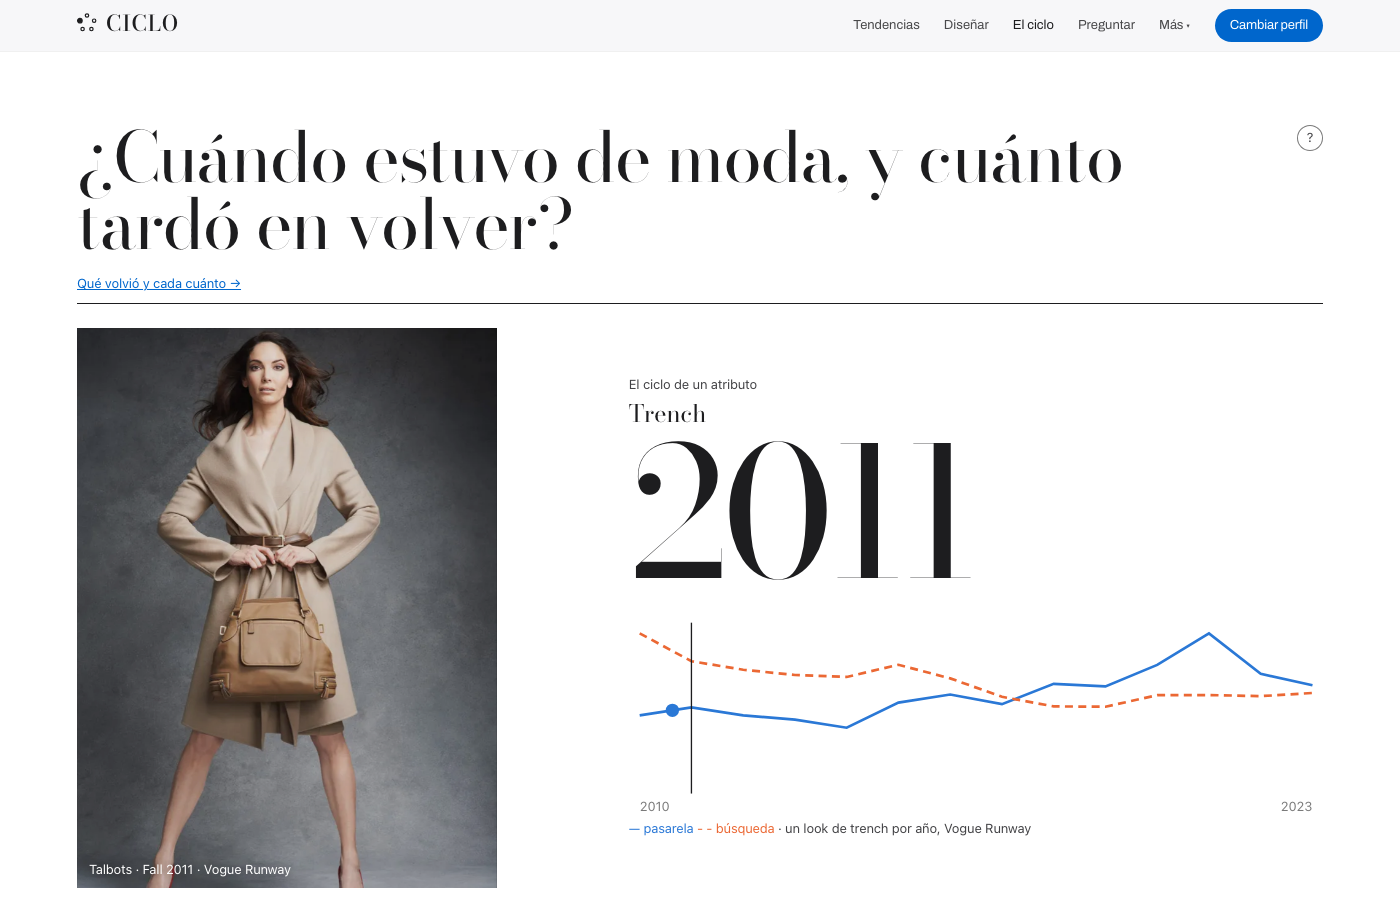 CICLO
Tendencias
Diseñar
El ciclo
Preguntar
Más ▾
Cambiar perfil
¿Cuándo estuvo de moda, y cuánto
tardó en volver?
?
Qué volvió y cada cuánto →
Talbots · Fall 2011 · Vogue Runway
El ciclo de un atributo
Trench
2011
2010
2023
— pasarela - - búsqueda · un look de trench por año, Vogue Runway